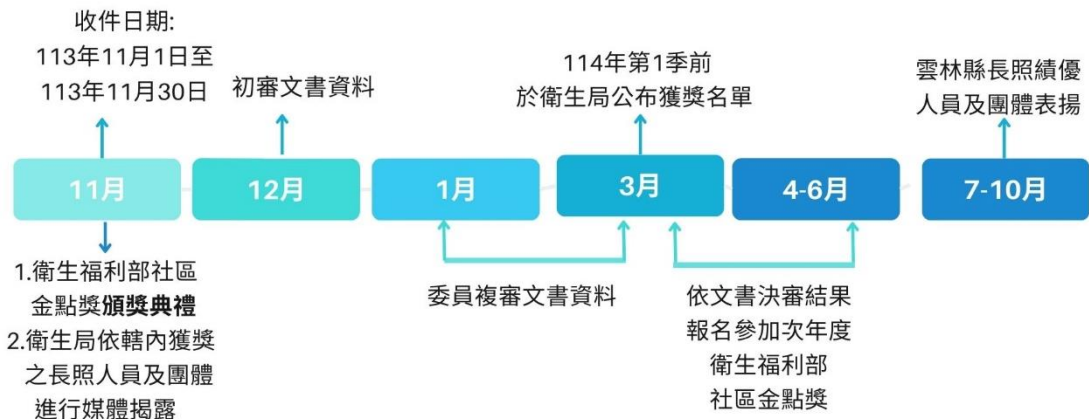 收件日期:
113年11月1日至
113年11月30日
初審文書資料
114年第1季前
於衛生局公布獲獎名單
雲林縣長照績優
人員及團體表揚
11月
12月
1月
3月
4-6月
7-10月
1.衛生福利部社區
金點獎頒獎典禮
2.衛生局依轄內獲獎
之長照人員及團體
進行媒體揭露
委員複審文書資料
依文書決審結果
報名參加次年度
衛生福利部
社區金點獎